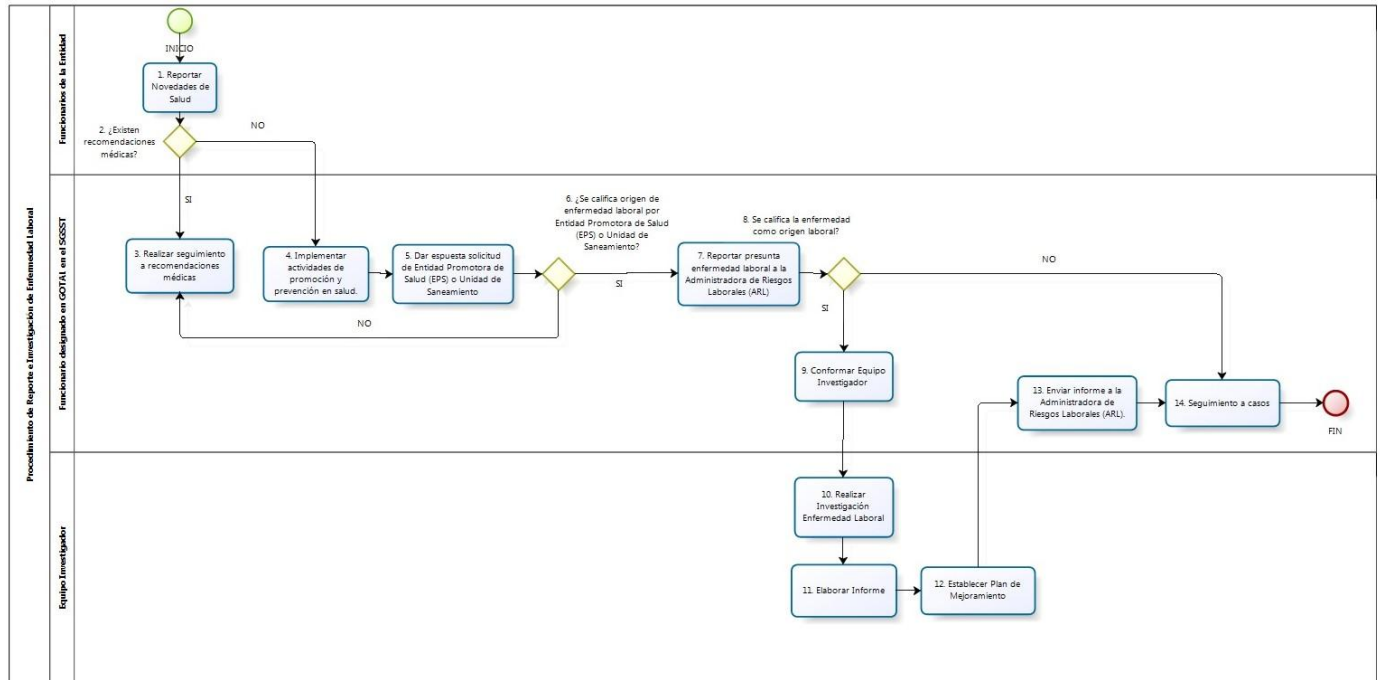 Procedimiento de Reporte e Investigación de Enfermedad laboral
Funcionarios de la Entidad
INICIO
1. Reportar
Novedades de
Salud
2. ¿Existen
recomendaciones
médicas?
NO
SI
Funcionario designado en GOTAL en el SGSST
3. Realizar seguimiento
a recomendaciones
médicas
4. Implementar
actividades de
promoción y
prevención en salud.
5. Dar espuesta solicitud
de Entidad Promotora de
Salud (EPS) o Unidad de
Saneamiento
6. ¿Se califica origen de
enfermedad laboral por
Entidad Promotora de Salud
(EPS) o Unidad de
Saneamiento?
SI
NO
7. Reportar presunta
enfermedad laboral a la
Administradora de Riesgos
Laborales (ARL)
8. Se califica la enfermedad
como origen laboral?
NO
SI
9. Conformar Equipo
Investigador
13. Enviar informe a la
Administradora de
Riesgos Laborales (ARL).
14. Seguimiento a casos
FIN
Equipo Investigador
10. Realizar
Investigación
Enfermedad Laboral
11. Elaborar Informe
12. Establecer Plan de
Mejoramiento